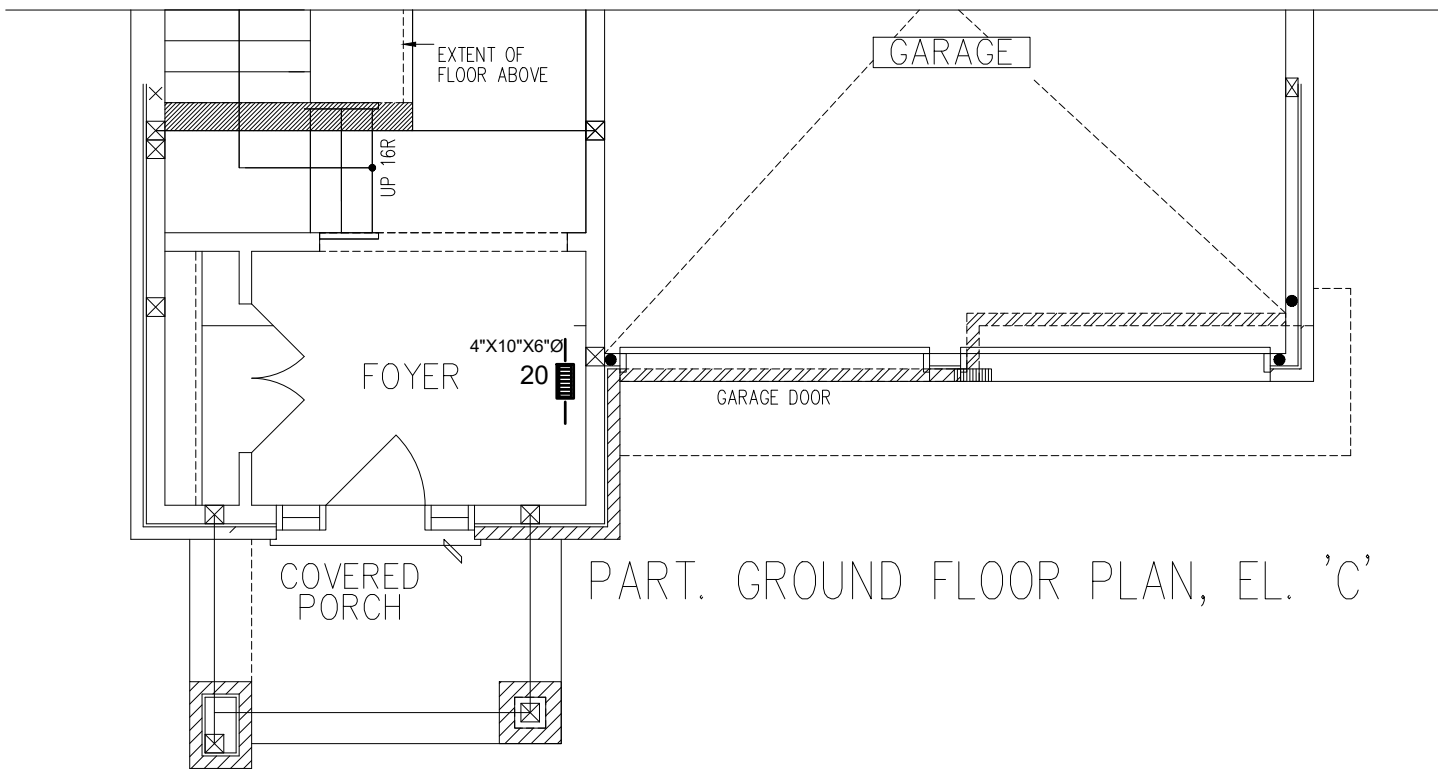 EXTENT OF
FLOOR ABOVE
GARAGE
UP 16R
4"X10"X6"Ø
FOYER
20
GARAGE DOOR
COVERED
PORCH
PART. GROUND FLOOR PLAN, EL. 'C'